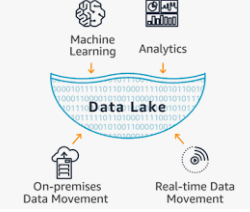 Machine
Learning
Analytics
Data Lake
On-premises
Data Movement
Real-time Data
Movement